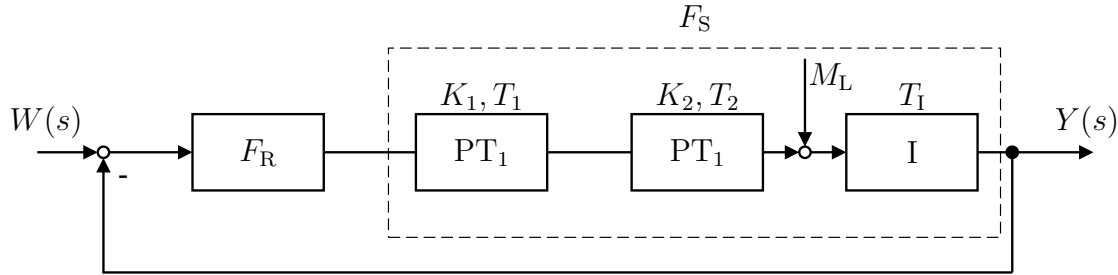 F_S
M_L
K_1, T_1
K_2, T_2
T_I
W(s)
Y(s)
F_R
PT_1
PT_1
I
-